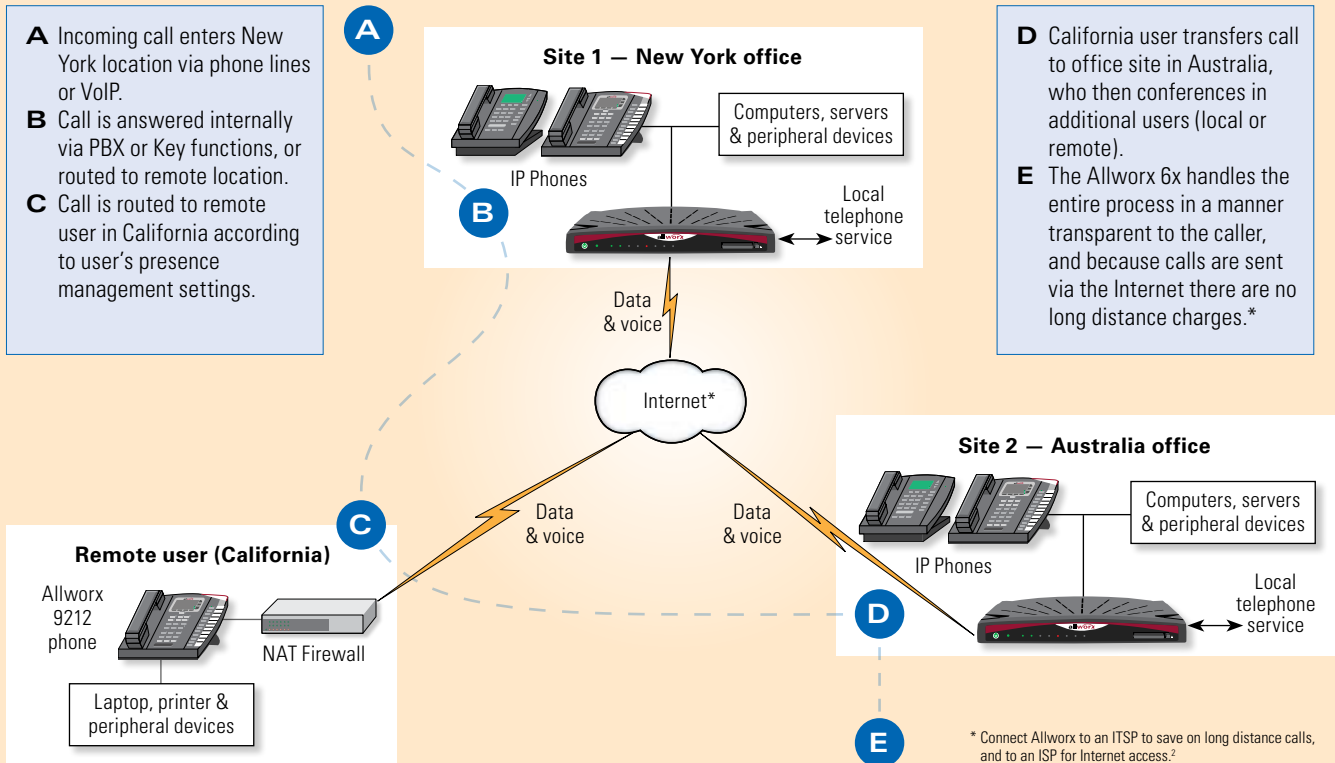 A Incoming call enters New
York location via phone lines
or VoIP.
B Call is answered internally
via PBX or Key functions, or
routed to remote location.
C Call is routed to remote
user in California according
to user's presence
management settings.
A
Site 1 — New York office
IP Phones
Computers, servers
& peripheral devices
B
allworx
Local
telephone
service
D California user transfers call
to office site in Australia,
who then conferences in
additional users (local or
remote).
E The Allworx 6x handles the
entire process in a manner
transparent to the caller,
and because calls are sent
via the Internet there are no
long distance charges.*
Data
& voice
Internet*
C
Data
& voice
Data
& voice
Remote user (California)
Allworx
9212
phone
NAT Firewall
Laptop, printer &
peripheral devices
Site 2 — Australia office
IP Phones
Computers, servers
& peripheral devices
D
allworx
Local
telephone
service
E
* Connect Allworx to an ITSP to save on long distance calls,
and to an ISP for Internet access.²